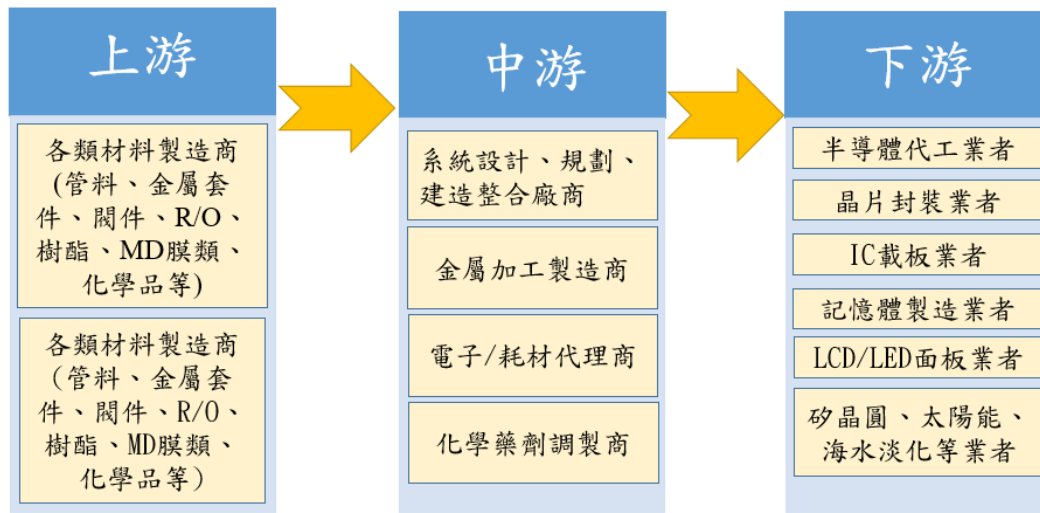 上游
各類材料製造商
(管料、金屬套
件、閥件、R/O、
樹酯、MD膜類、
化學品等)
各類材料製造商
（管料、金屬套
件、閥件、R/O、
樹酯、MD膜類、
化學品等）
中游
系統設計、規劃、
建造整合廠商
金屬加工製造商
電子/耗材代理商
化學藥劑調製商
下游
半導體代工業者
晶片封裝業者
IC載板業者
記憶體製造業者
LCD/LED面板業者
矽晶圓、太陽能、
海水淡化等業者